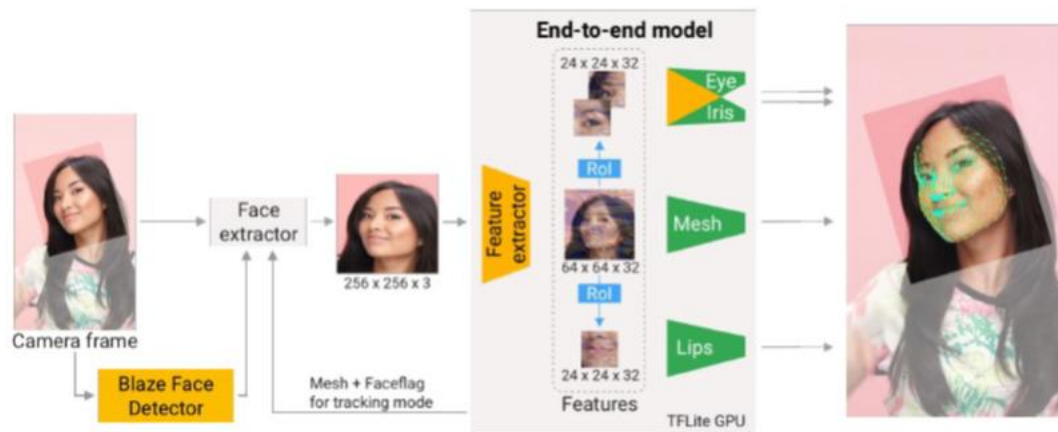 End-to-end model
24 x 24 x 32
Eye
Iris
RoI
Face
extractor
Feature
extractor
Mesh
256 x 256 x 3
64 x 64 x 32
RoI
Camera frame
Lips
Blaze Face
Detector
Mesh + Faceflag
for tracking mode
24 x 24 x 32
Features
TFLite GPU